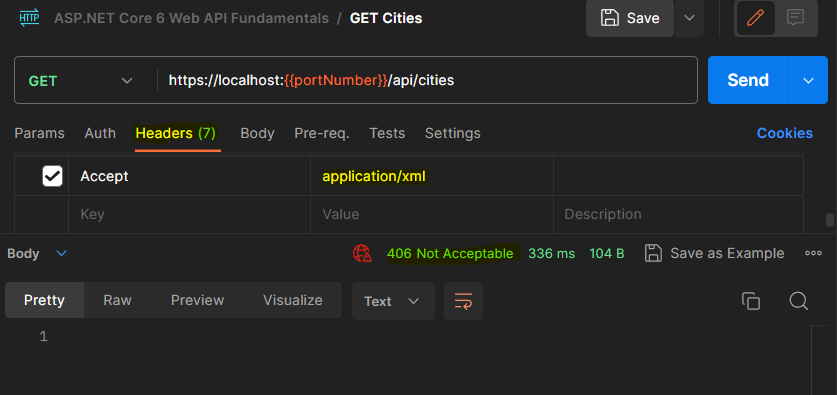 HTTP ASP.NET Core 6 Web API Fundamentals / GET Cities Save
GET https://localhost:{{portNumber}}/api/cities Send
Params Auth Headers (7) Body Pre-req. Tests Settings Cookies
Accept application/xml
Key Value Description
Body 406 Not Acceptable 336 ms 104 B Save as Example
Pretty Raw Preview Visualize Text
1